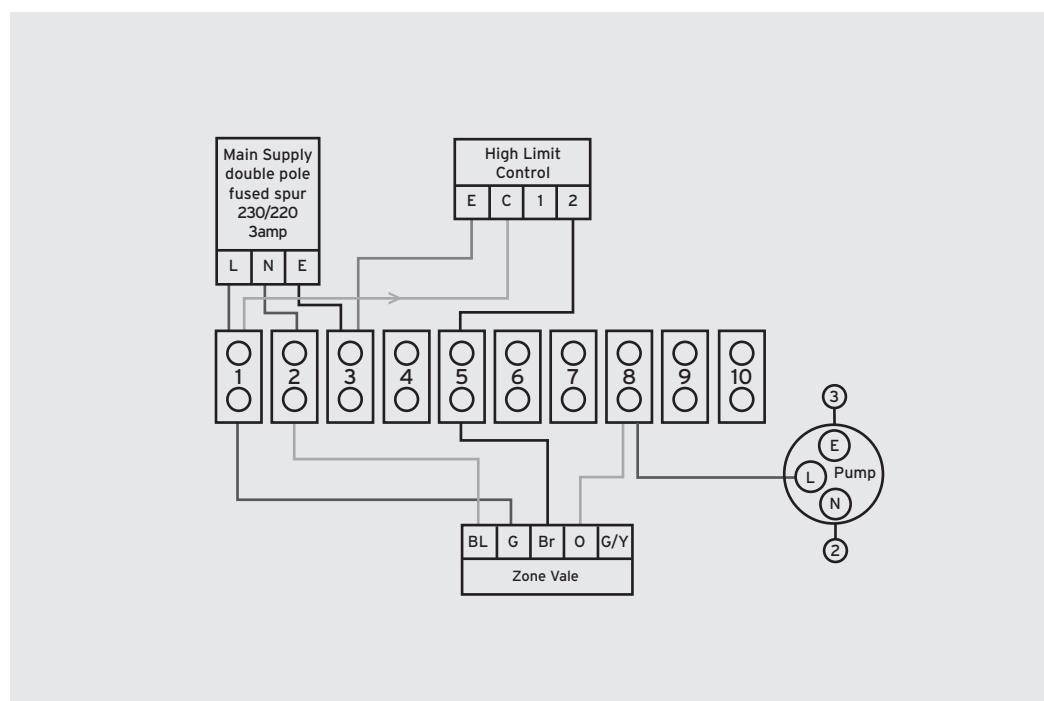 Main Supply
double pole
fused spur
230/220
3amp
L N E
High Limit
Control
E C 1 2
1 2 3 4 5 6 7 8 9 10
3
E
L Pump
N
2
BL G Br O G/Y
Zone Vale